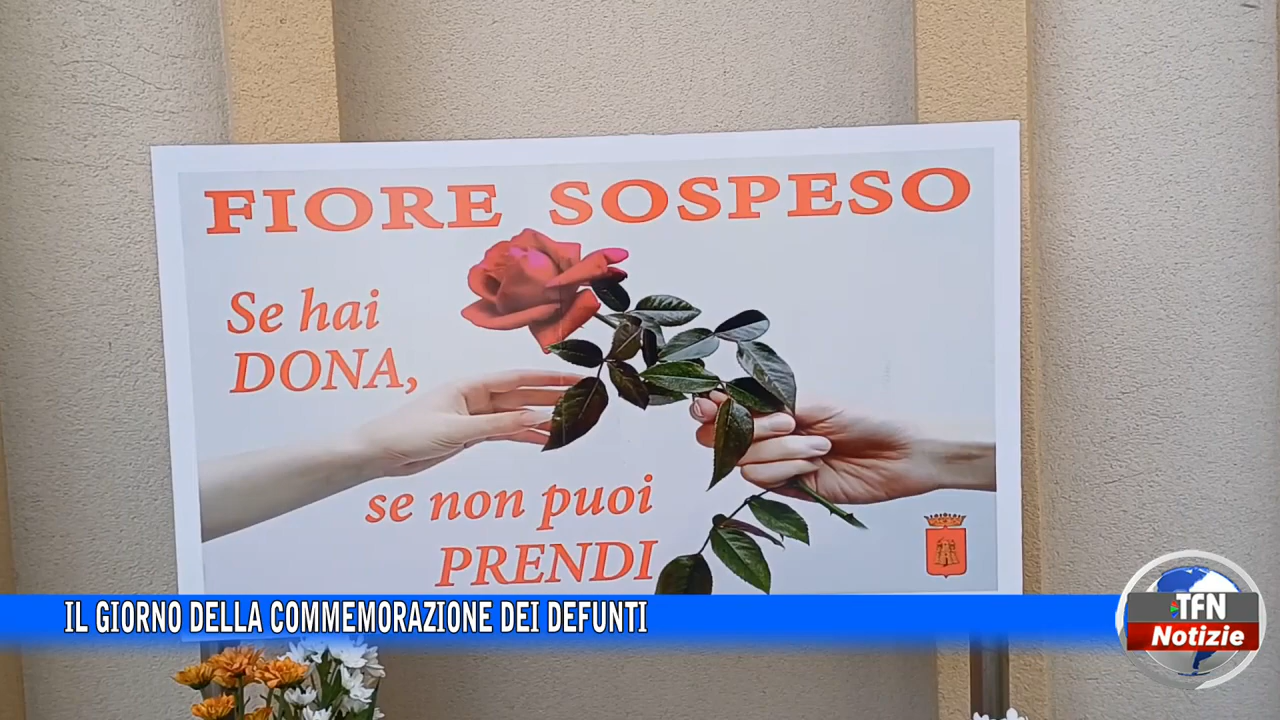 FIORE SOSPESO
Se hai
DONA,
se non puoi
PRENDI
IL GIORNO DELLA COMMEMORAZIONE DEI DEFUNTI
TFN
Notizie